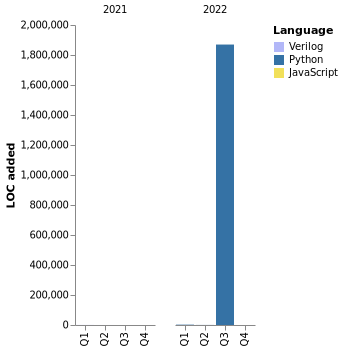 2021
2022
LOC added
2,000,000
1,800,000
1,600,000
1,400,000
1,200,000
1,000,000
800,000
600,000
400,000
200,000
0
Q1
Q2
Q3
Q4
Q1
Q2
Q3
Q4
Language
Verilog
Python
JavaScript